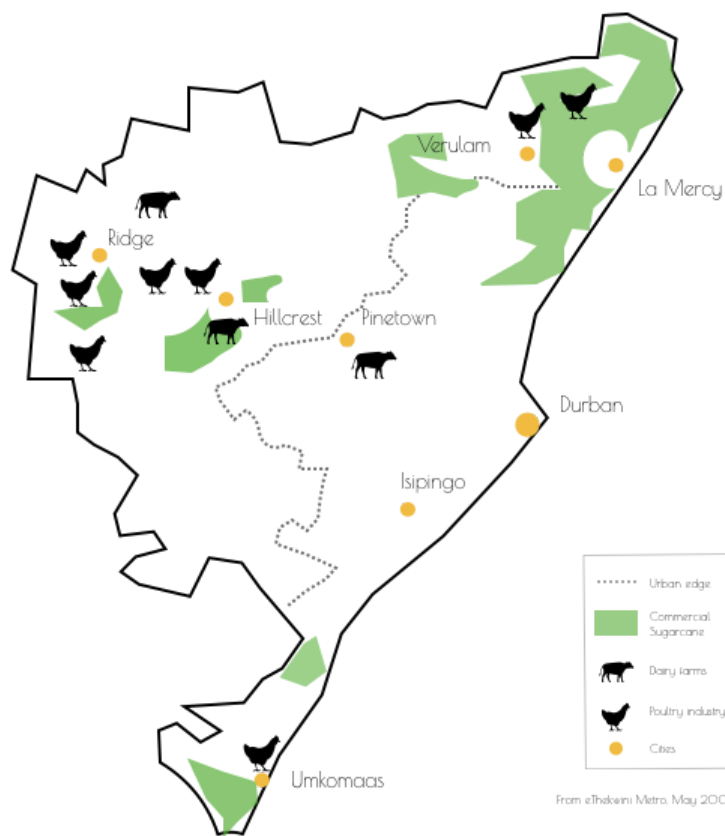 Verulam
La Mercy
Ridge
Hillcrest
Pinetown
Durban
Isipingo
Urban edge
Commercial
Sugarcane
Dairy farms
Poultry industry
Cities
Umkomaas
From eThekwini Metro, May 200